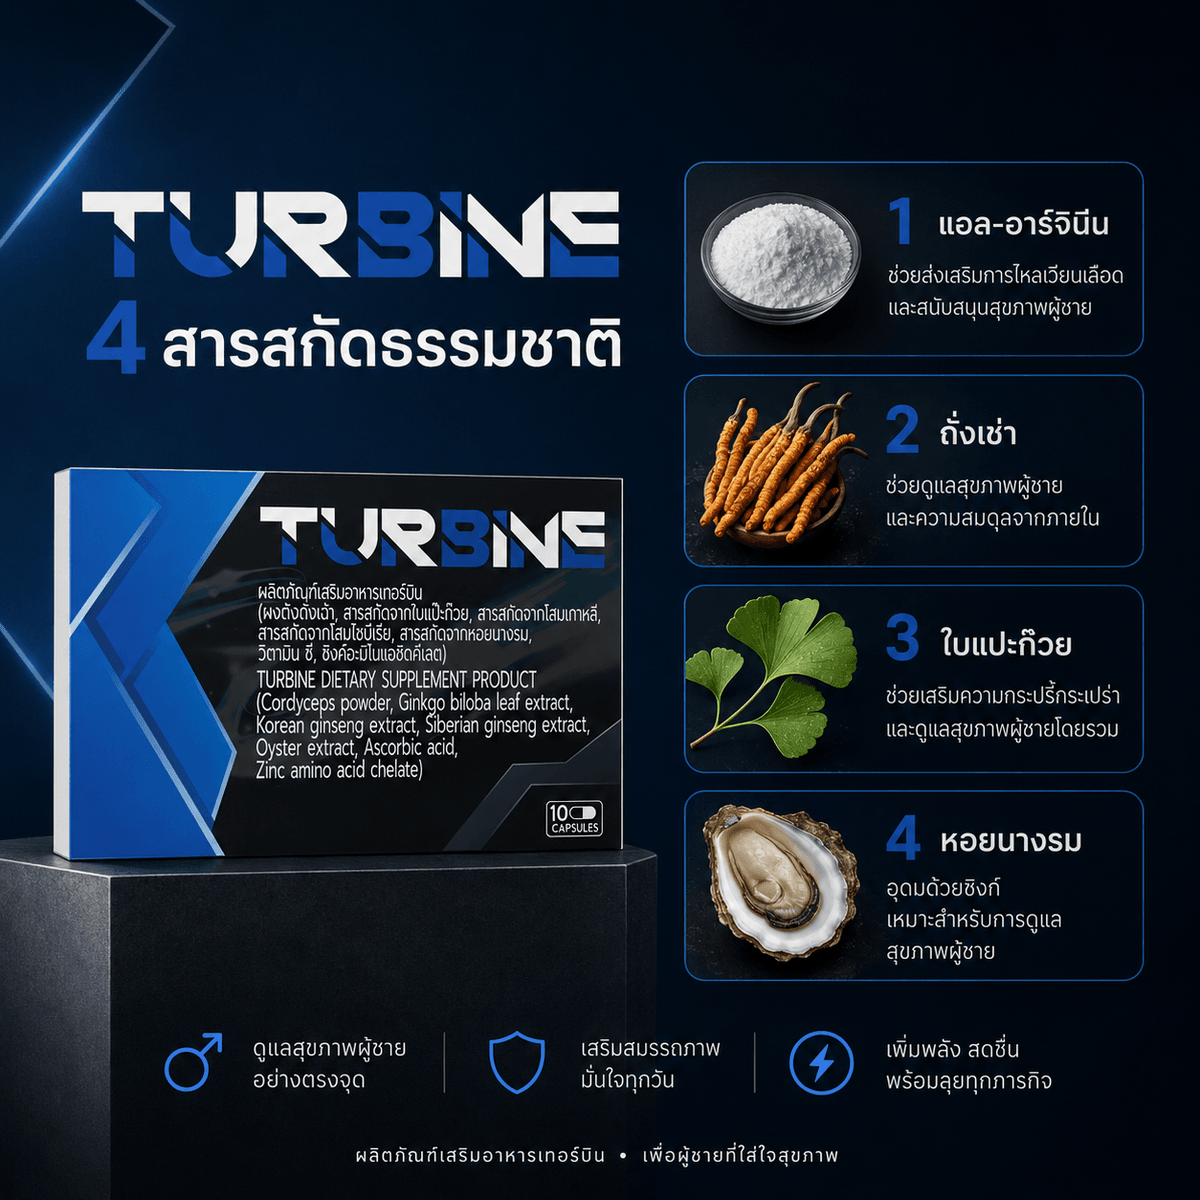 TURBINE
4 สารสกัดธรรมชาติ
TURBINE
ผลิตภัณฑ์เสริมอาหารเทอร์บิน
(ผงตังถั่งเฉ้า, สารสกัดจากใบแป๊ะก๊วย, สารสกัดจากโสมเกาหลี,
สารสกัดจากโสมไซบีเรีย, สารสกัดจากหอยนางรม,
วิตามิน ซี, ซิงค์อะมิโนแอซิดคีเลต)
TURBINE DIETARY SUPPLEMENT PRODUCT
(Cordyceps powder, Ginkgo biloba leaf extract,
Korean ginseng extract, Siberian ginseng extract,
Oyster extract, Ascorbic acid,
Zinc amino acid chelate)
10
CAPSULES
1 แอล-อาร์จินีน
ช่วยส่งเสริมการไหลเวียนเลือด
และสนับสนุนสุขภาพผู้ชาย
2 ถั่งเช่า
ช่วยดูแลสุขภาพผู้ชาย
และความสมดุลจากภายใน
3 ใบแปะก๊วย
ช่วยเสริมความกระปรี้กระเปร่า
และดูแลสุขภาพผู้ชายโดยรวม
4 หอยนางรม
อุดมด้วยซิงก์
เหมาะสำหรับการดูแล
สุขภาพผู้ชาย
ดูแลสุขภาพผู้ชาย
อย่างตรงจุด
เสริมสมรรถภาพ
มั่นใจทุกวัน
เพิ่มพลัง สดชื่น
พร้อมลุยทุกภารกิจ
ผลิตภัณฑ์เสริมอาหารเทอร์บิน • เพื่อผู้ชายที่ใส่ใจสุขภาพ